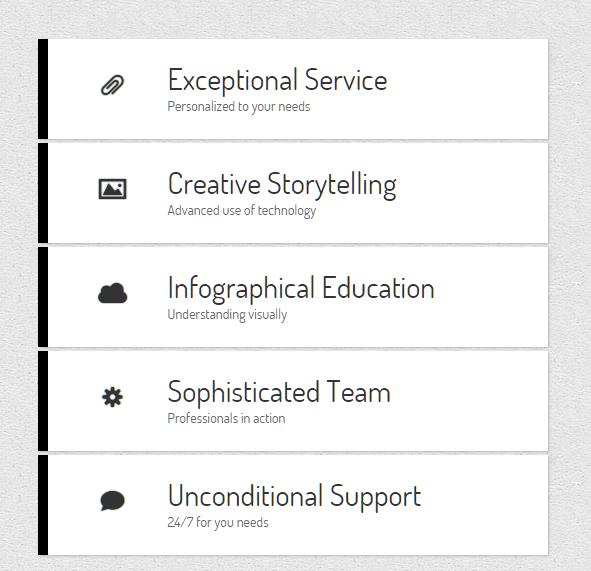 Exceptional Service
Personalized to your needs
Creative Storytelling
Advanced use of technology
Infographical Education
Understanding visually
Sophisticated Team
Professionals in action
Unconditional Support
24/7 for you needs